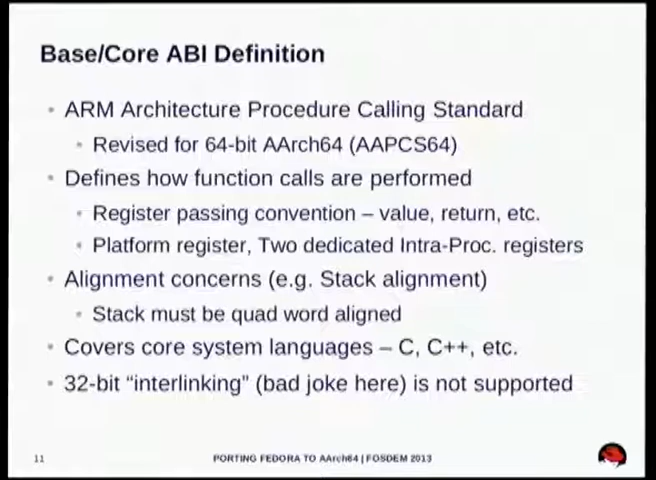 Base/Core ABI Definition
ARM Architecture Procedure Calling Standard
Revised for 64-bit AArch64 (AAPCS64)
Defines how function calls are performed
Register passing convention – value, return, etc.
Platform register, Two dedicated Intra-Proc. registers
Alignment concerns (e.g. Stack alignment)
Stack must be quad word aligned
Covers core system languages – C, C++, etc.
32-bit “interlinking” (bad joke here) is not supported
11
PORTING FEDORA TO AArch64 | FOSDEM 2013